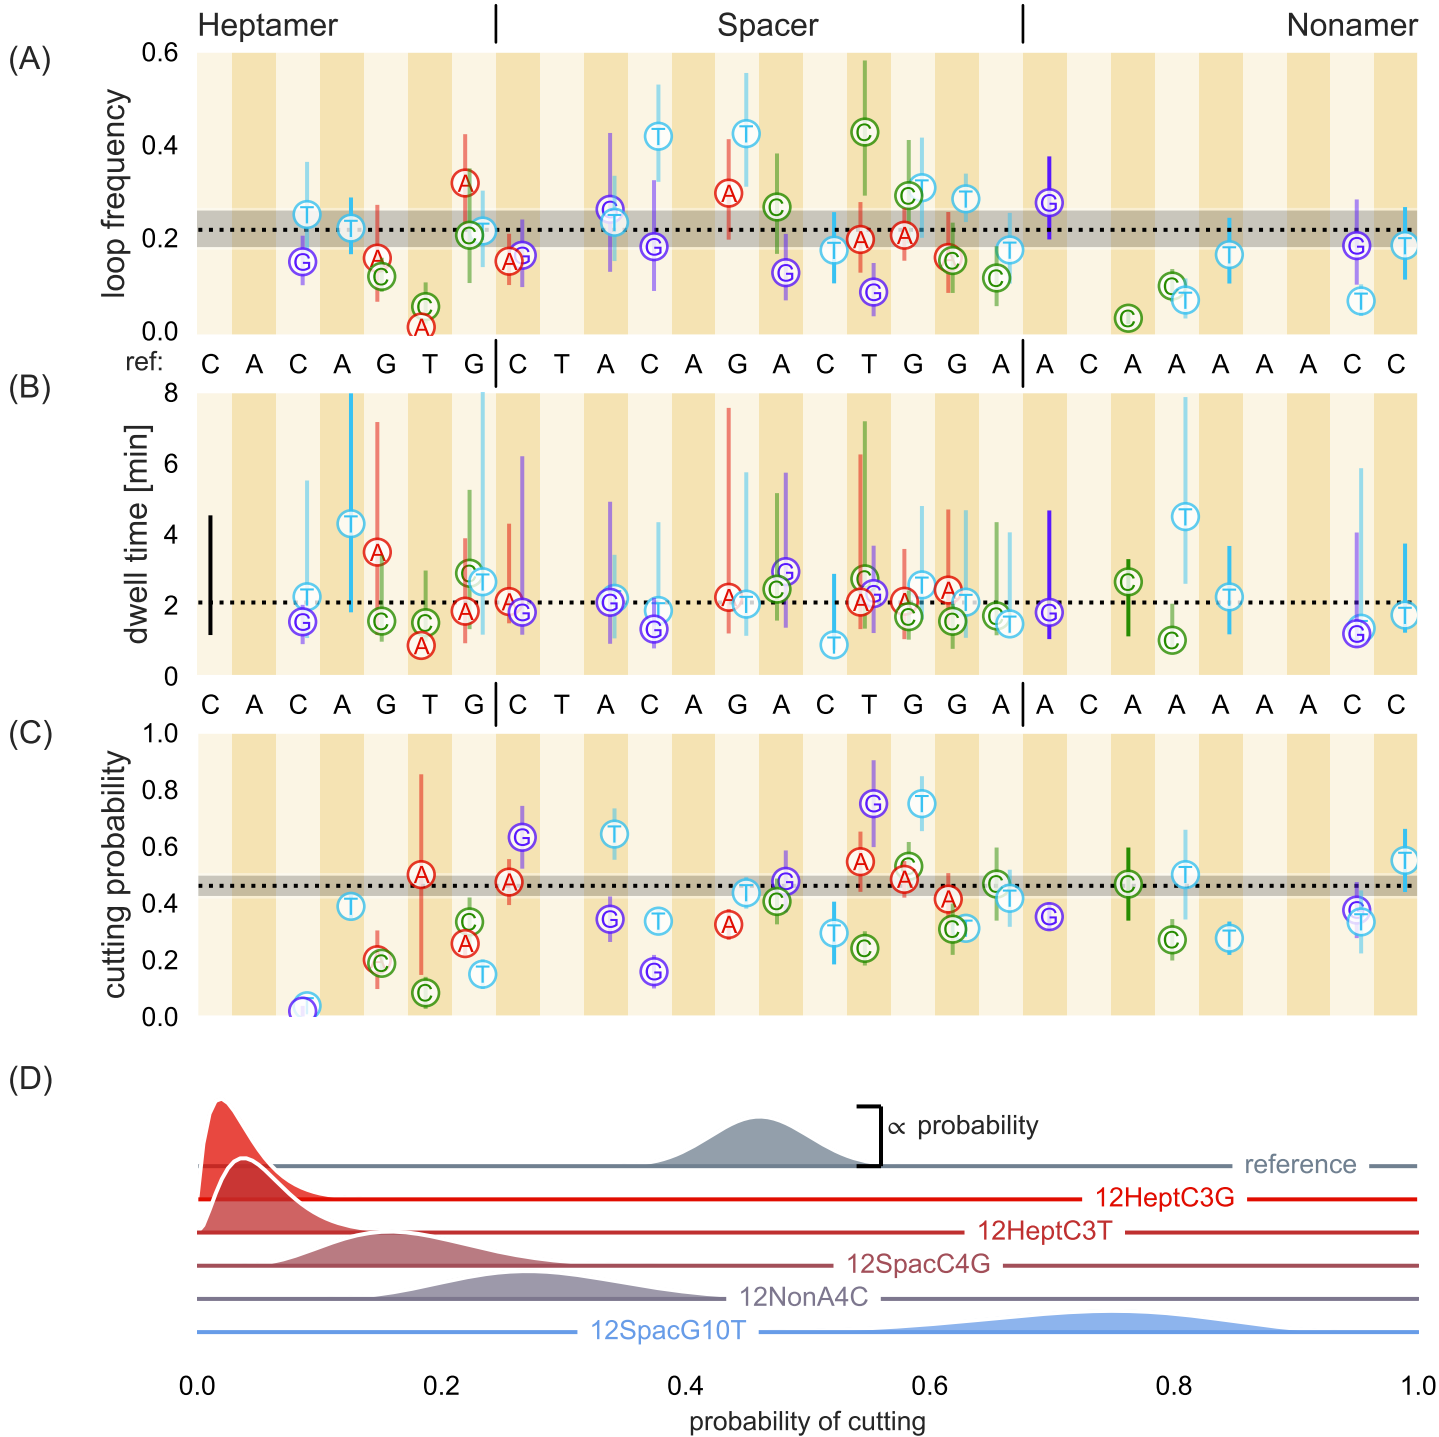 Heptamer Spacer Nonamer
(A)
loop frequency
0.6
0.4
0.2
0.0
T G T A C C A A C T A G G T T G A T C G T C A G A C T T A C C T G C C T T G T T
ref: C A C A G T G C T A C A G A C T G G A A C A A A A A C C
(B)
dwell time [min]
8
6
4
2
0
T G T A C C A C A T A G G T T G A T G C T C A G A C T A C T C T G C C T T T G T
C A C A G T G C T A C A G A C T G G A A C A A A A A C C
(C)
cutting probability
1.0
0.8
0.6
0.4
0.2
0.0
T A C A C C A T A G G T T G A T G C T A C G C A T A C T C T G C C T T G T T
(D)
∝ probability
reference
12HeptC3G
12HeptC3T
12SpacC4G
12NonA4C
12SpacG10T
0.0 0.2 0.4 0.6 0.8 1.0
probability of cutting